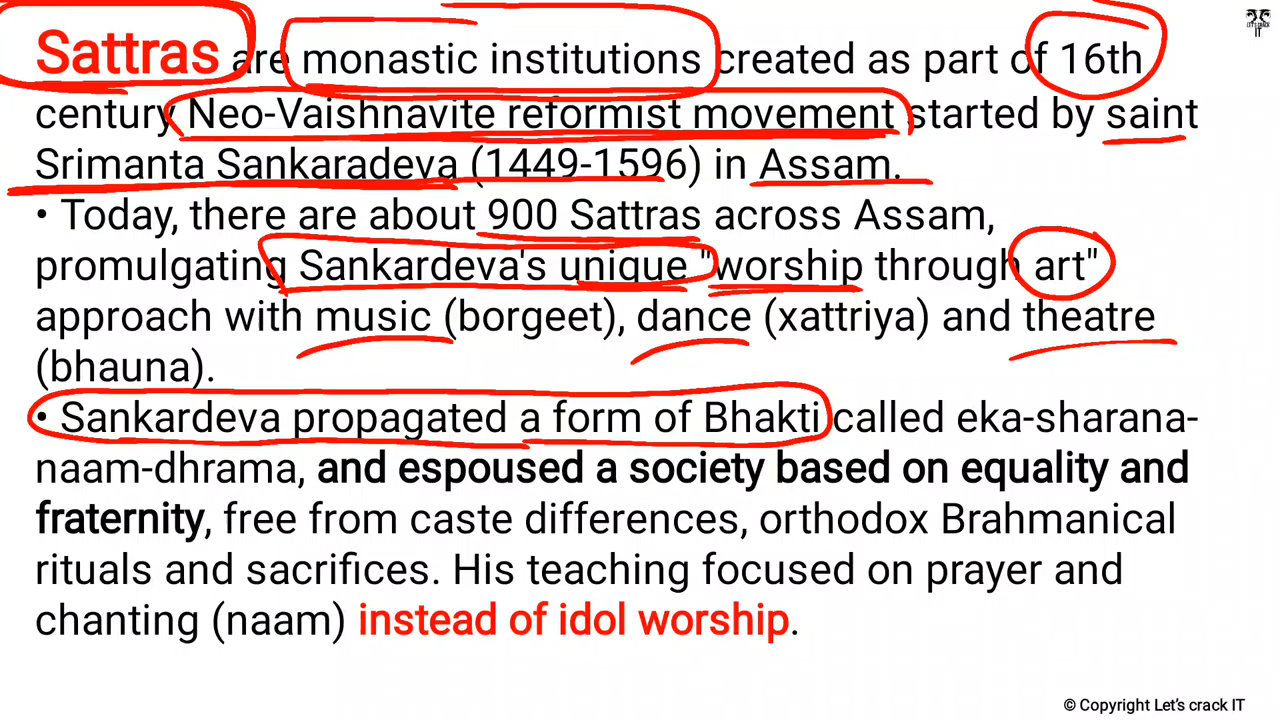 Sattras are monastic institutions created as part of 16th
century Neo-Vaishnavite reformist movement started by saint
Srimanta Sankaradeva (1449-1596) in Assam.
• Today, there are about 900 Sattras across Assam,
promulgating Sankardeva's unique "worship through art"
approach with music (borgeet), dance (xattriya) and theatre
(bhauna).
• Sankardeva propagated a form of Bhakti called eka-sharana-
naam-dhrama, and espoused a society based on equality and
fraternity, free from caste differences, orthodox Brahmanical
rituals and sacrifices. His teaching focused on prayer and
chanting (naam) instead of idol worship.
LET'S CRACK
IT
© Copyright Let's crack IT